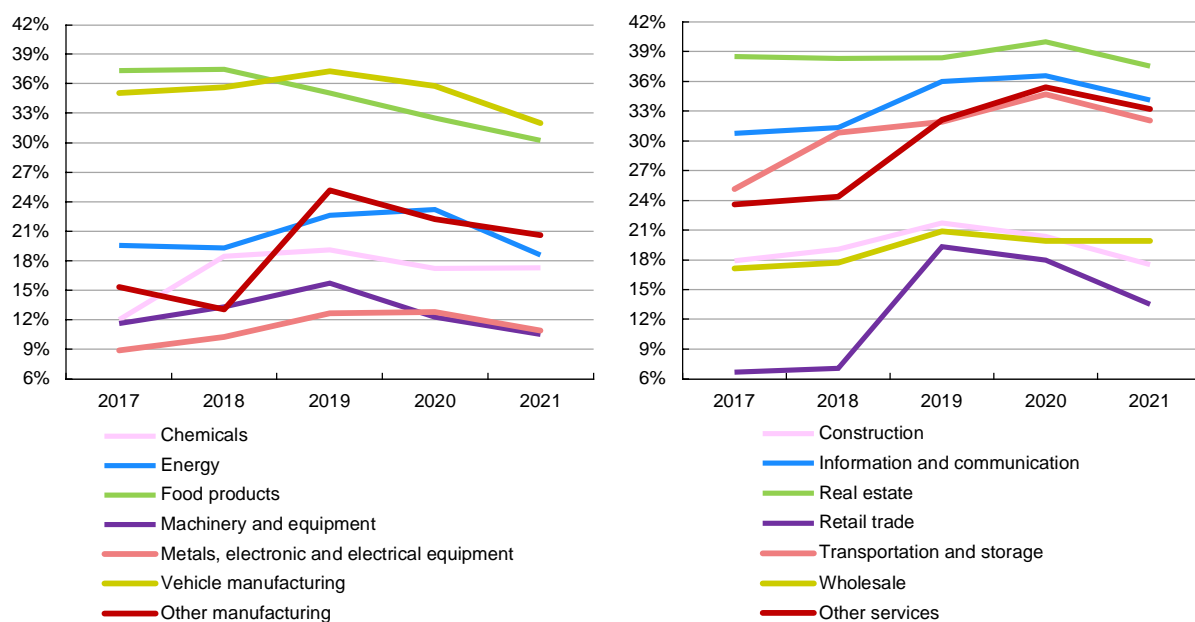 42%
39%
36%
33%
30%
27%
24%
21%
18%
15%
12%
9%
6%
2017 2018 2019 2020 2021
Chemicals
Energy
Food products
Machinery and equipment
Metals, electronic and electrical equipment
Vehicle manufacturing
Other manufacturing
42%
39%
36%
33%
30%
27%
24%
21%
18%
15%
12%
9%
6%
2017 2018 2019 2020 2021
Construction
Information and communication
Real estate
Retail trade
Transportation and storage
Wholesale
Other services